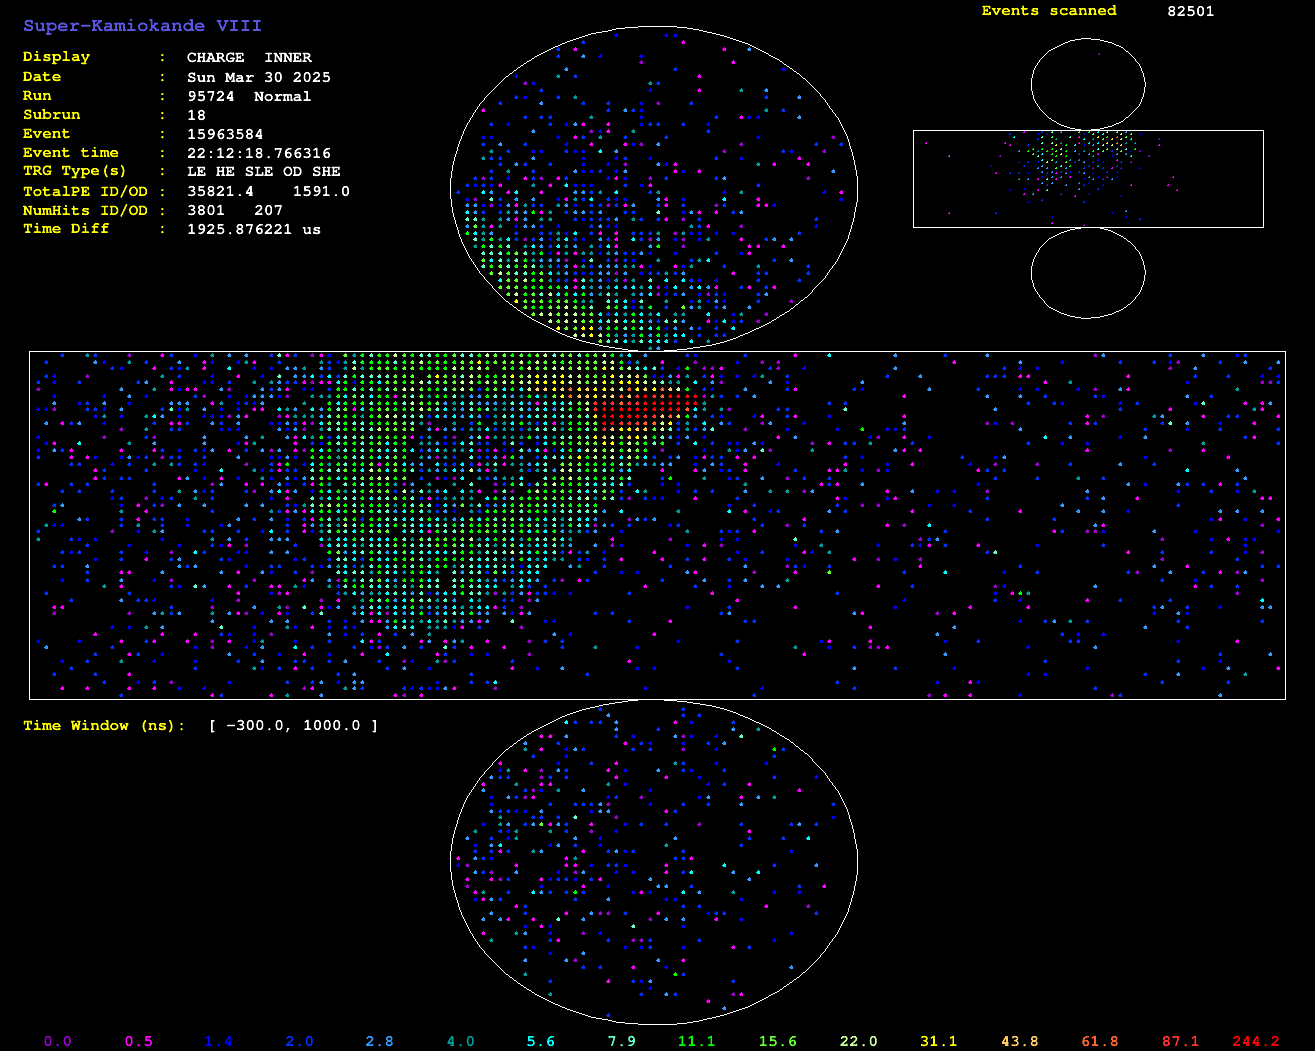 Super-Kamiokande VIII
Events scanned 82501
Display : CHARGE INNER
Date : Sun Mar 30 2025
Run : 95724 Normal
Subrun : 18
Event : 15963584
Event time : 22:12:18.766316
TRG Type(s) : LE HE SLE OD SHE
TotalPE ID/OD : 35821.4 1591.0
NumHits ID/OD : 3801 207
Time Diff : 1925.876221 us
Time Window (ns): [ -300.0, 1000.0 ]
0.0 0.5 1.4 2.0 2.8 4.0 5.6 7.9 11.1 15.6 22.0 31.1 43.8 61.8 87.1 244.2